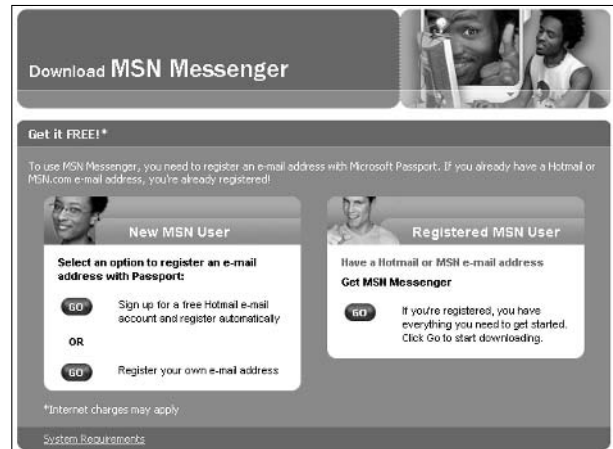 Download MSN Messenger
Get it FREE!*
To use MSN Messenger, you need to register an e-mail address with Microsoft Passport. If you already have a Hotmail or
MSN.com e-mail address, you're already registered!
New MSN User
Select an option to register an e-mail
address with Passport:
GO
Sign up for a free Hotmail e-mail
account and register automatically
OR
GO
Register your own e-mail address
Registered MSN User
Have a Hotmail or MSN e-mail address
Get MSN Messenger
GO
If you're registered, you have
everything you need to get started.
Click Go to start downloading.
*Internet charges may apply
System Requirements